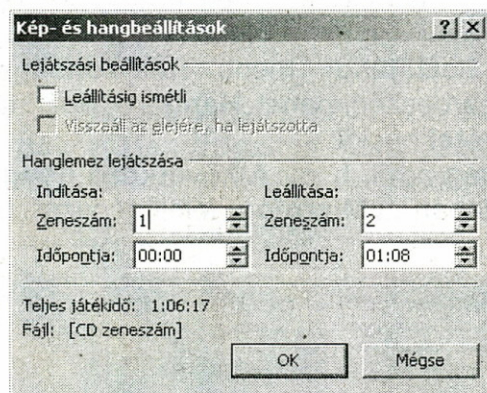 Kép- és hangbeállítások
Lejátszási beállítások
Leállításig ismétli
Visszaáll az elejére, ha lejátszotta
Hanglemez lejátszása
Indítása: Leállítása:
Zeneszám: 1 Zeneszám: 2
Időpontja: 00:00 Időpontja: 01:08
Teljes játékidő: 1:06:17
Fájl: [CD zeneszám]
OK Mégse